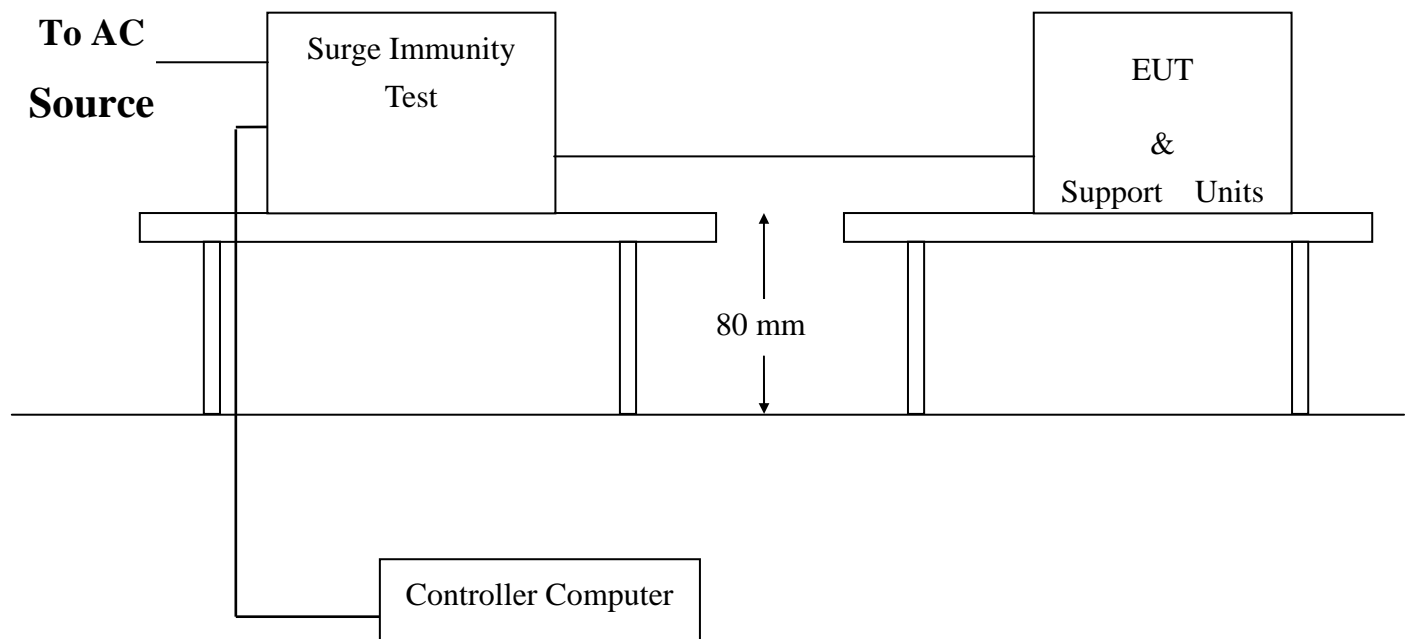 To AC
Source
Surge Immunity
Test
EUT
&
Support Units
80 mm
Controller Computer